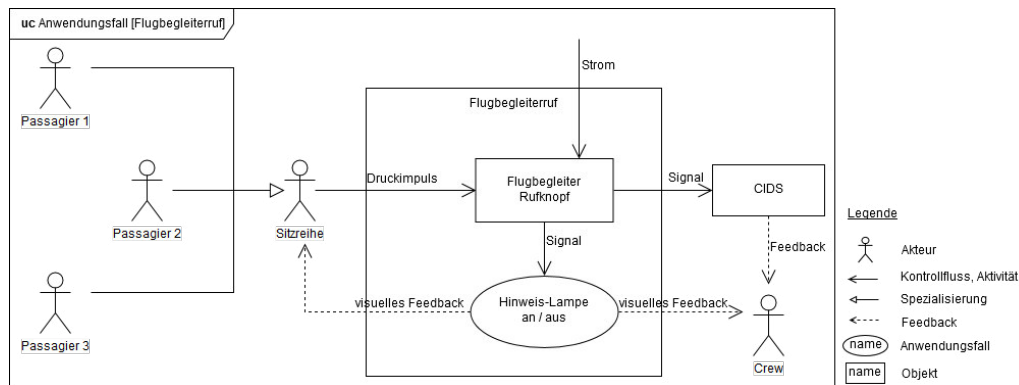 uc Anwendungsfall [Flugbegleiterruf]
Passagier 1
Passagier 2
Passagier 3
Sitzreihe
Druckimpuls
Strom
Flugbegleiterruf
Flugbegleiter
Rufknopf
Signal
CIDS
Signal
Feedback
visuelles Feedback
Hinweis-Lampe
an / aus
visuelles Feedback
Crew
Legende
Akteur
Kontrollfluss, Aktivität
Spezialisierung
Feedback
name Anwendungsfall
name Objekt